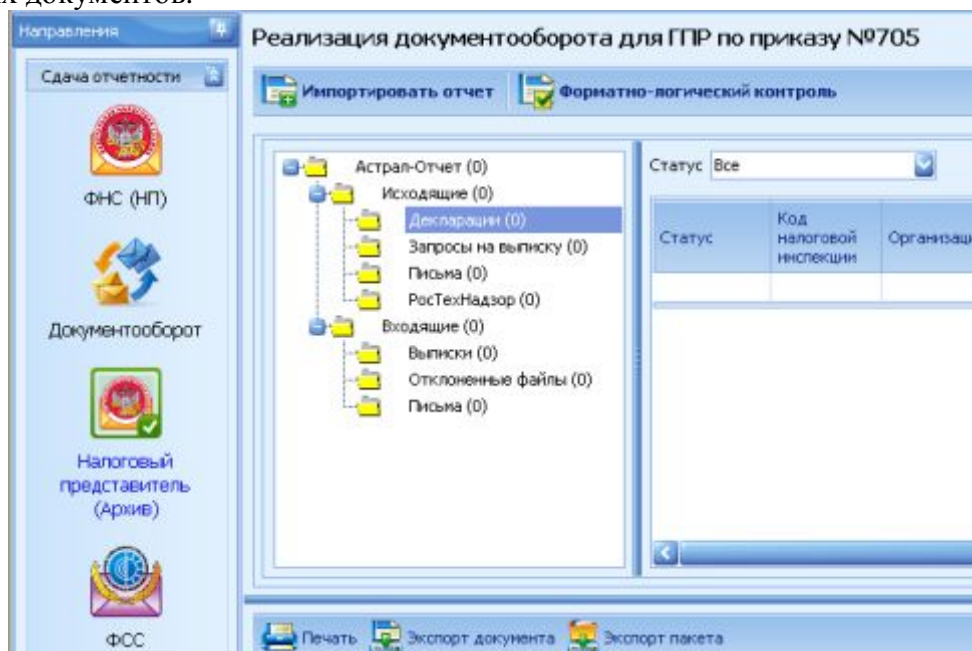 х документов.
Направления
Сдача отчетности
ФНС (НП)
Документооборот
Налоговый
представитель
(Архив)
ФСС
Реализация документооборота для ГПР по приказу №705
Импортировать отчет Форматно-логический контроль
Астрал-Отчет (0)
Исходящие (0)
Декларации (0)
Запросы на выписку (0)
Письма (0)
РосТехНадзор (0)
Входящие (0)
Выписки (0)
Отклоненные файлы (0)
Письма (0)
Статус Все
Статус
Код
налоговой
инспекции
Организаци
Печать Экспорт документа Экспорт пакета